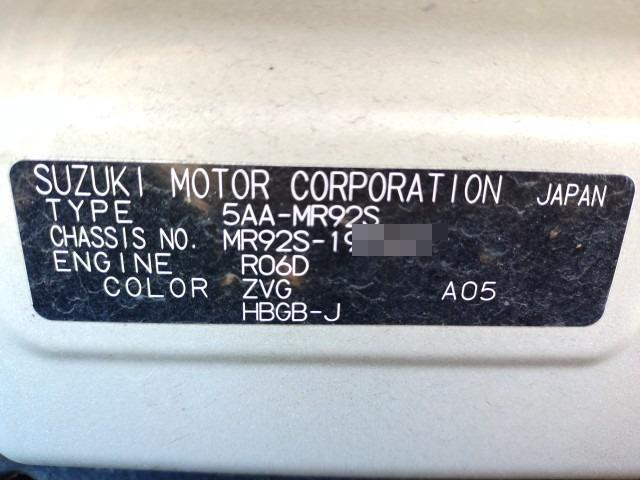 SUZUKI MOTOR CORPORATION JAPAN
TYPE 5AA-MR92S
CHASSIS NO. MR92S-19
ENGINE R06D
COLOR ZVG A05
HBGB-J